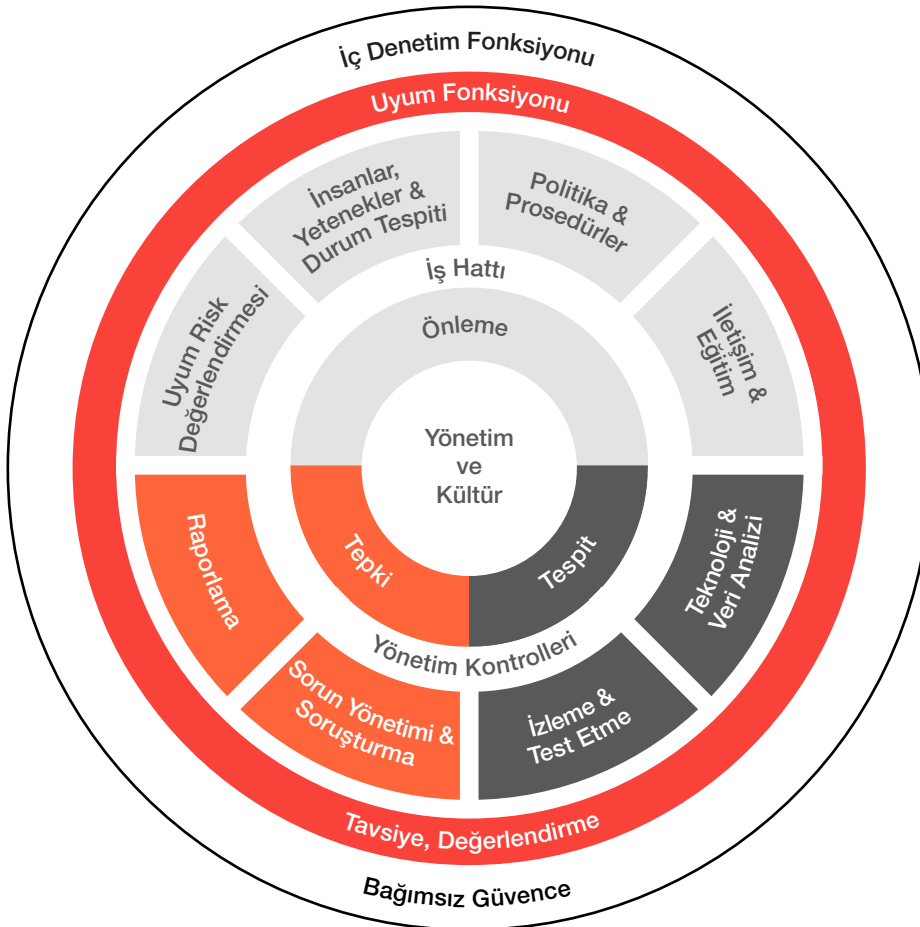 İç Denetim Fonksiyonu
Uyum Fonksiyonu
İnsanlar,
Yetenekler &
Durum Tespiti
Politika &
Prosedürler
İş Hattı
Uyum Risk
Değerlendirmesi
Önleme
İletişim &
Eğitim
Yönetim
ve
Kültür
Raporlama
Tepki
Tespit
Teknoloji &
Veri Analizi
Yönetim Kontrolleri
Sorun Yönetimi &
Soruşturma
İzleme &
Test Etme
Tavsiye, Değerlendirme
Bağımsız Güvence